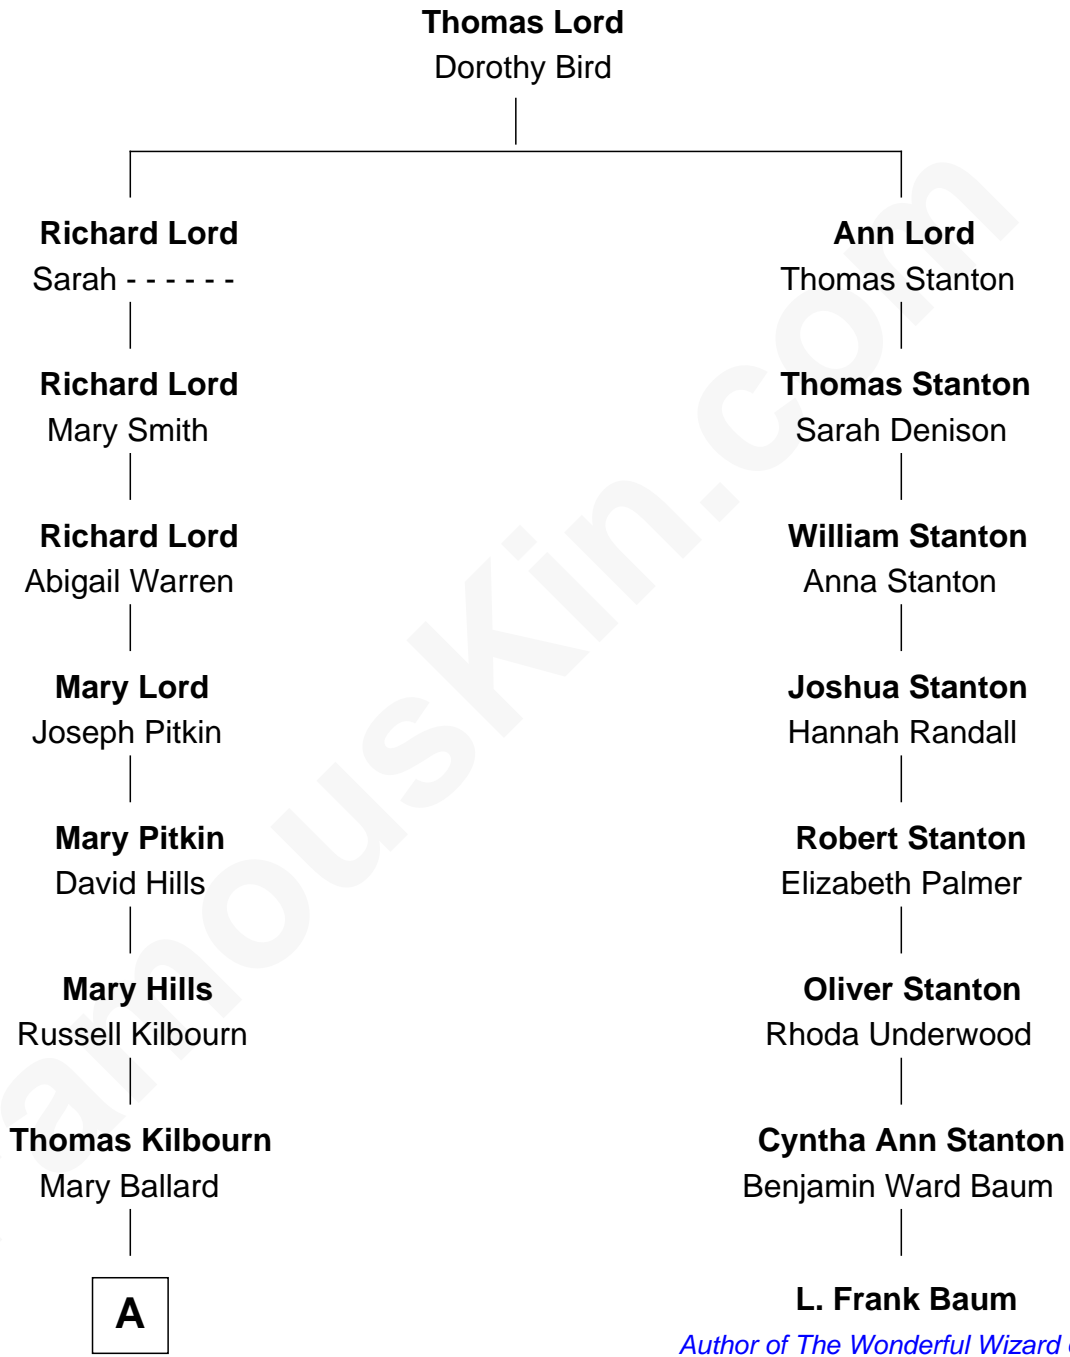 Thomas Lord
Dorothy Bird
Richard Lord
Sarah - - - - - -
Ann Lord
Thomas Stanton
Richard Lord
Mary Smith
Thomas Stanton
Sarah Denison
Richard Lord
Abigail Warren
William Stanton
Anna Stanton
Mary Lord
Joseph Pitkin
Joshua Stanton
Hannah Randall
Mary Pitkin
David Hills
Robert Stanton
Elizabeth Palmer
Mary Hills
Russell Kilbourn
Oliver Stanton
Rhoda Underwood
Thomas Kilbourn
Mary Ballard
Cyntha Ann Stanton
Benjamin Ward Baum
A
L. Frank Baum
Author of The Wonderful Wizard
amousKin.com